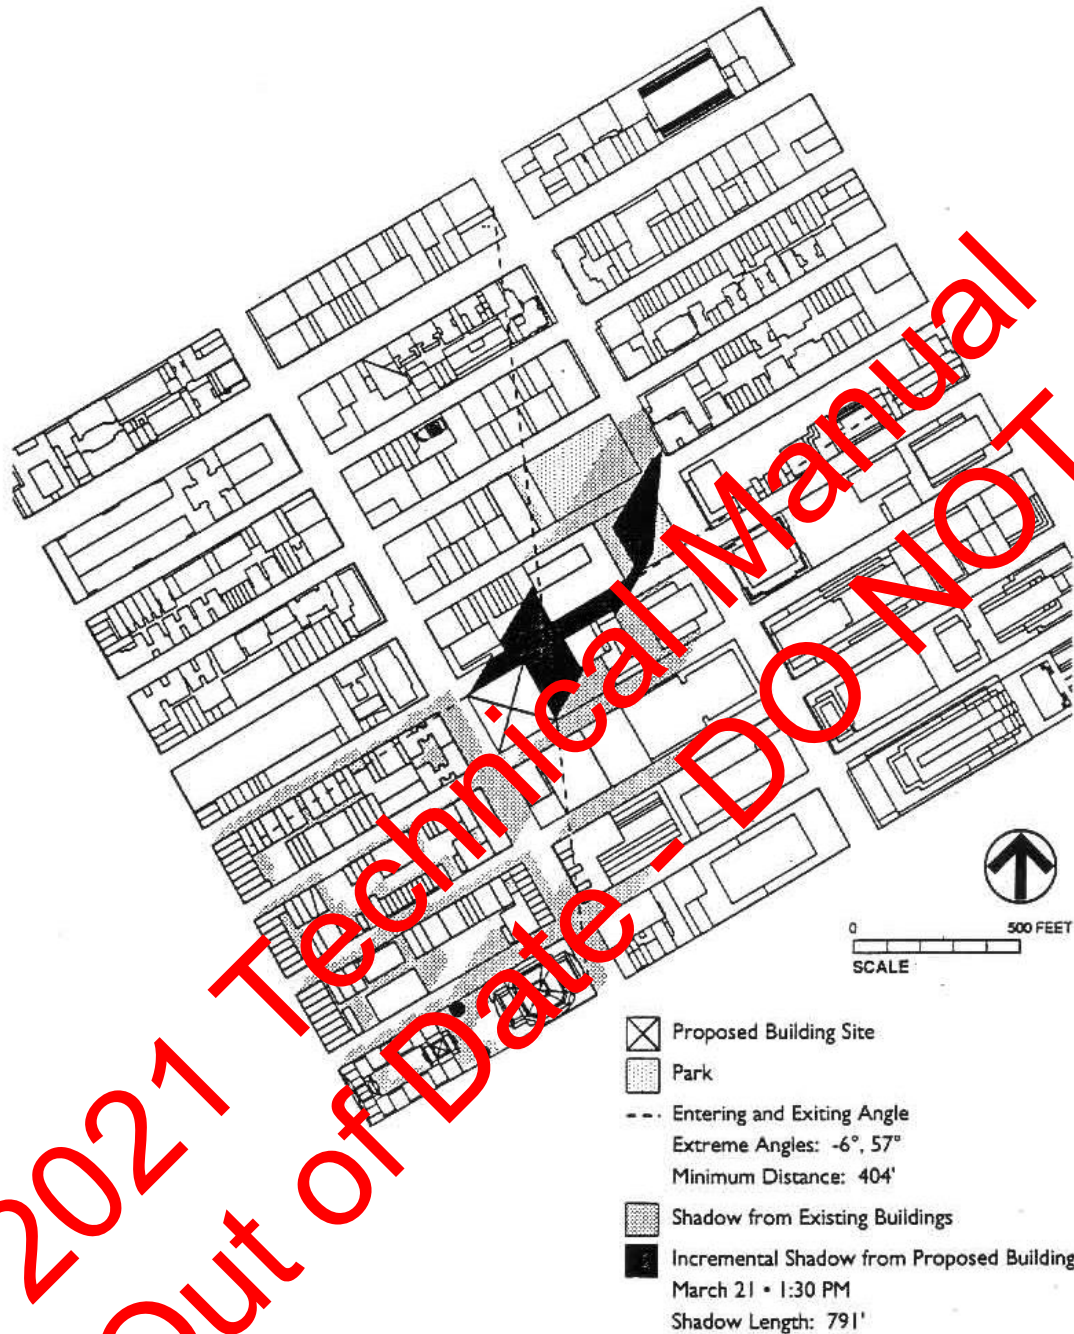 2021 Technical Manual
Out of Date - DO NOT
0 500 FEET
SCALE
Proposed Building Site
Park
Entering and Exiting Angle
Extreme Angles: -6°, 57°
Minimum Distance: 404'
Shadow from Existing Buildings
Incremental Shadow from Proposed Building
March 21 • 1:30 PM
Shadow Length: 791'